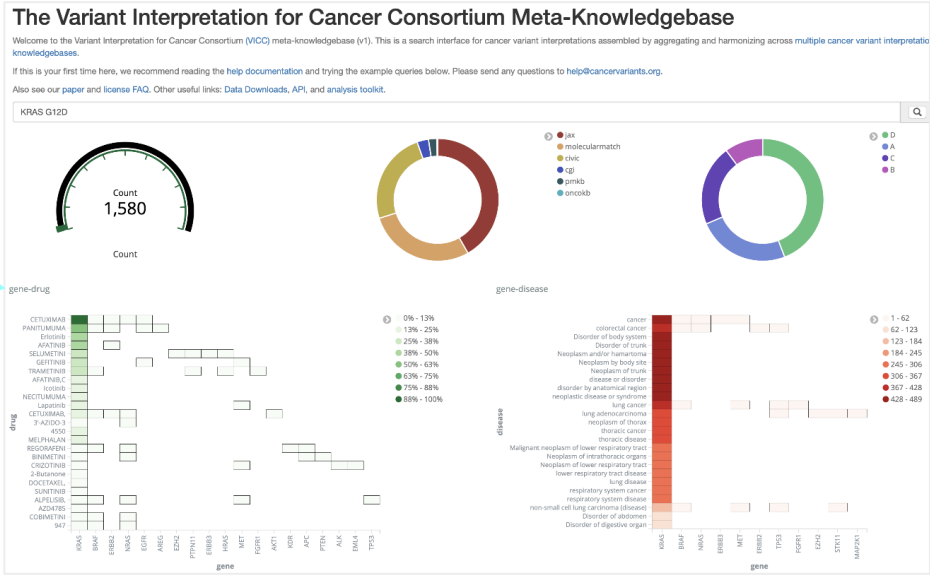 The Variant Interpretation for Cancer Consortium Meta-Knowledgebase
Welcome to the Variant Interpretation for Cancer Consortium (VICC) meta-knowledgebase (v1). This is a search interface for cancer variant interpretations assembled by aggregating and harmonizing across multiple cancer variant interpretatio
knowledgebases.
If this is your first time here, we recommend reading the help documentation and trying the example queries below. Please send any questions to help@cancervariants.org.
Also see our paper and license FAQ. Other useful links: Data Downloads, API, and analysis toolkit.
KRAS G12D
Count
1,580
Count
jax
molecularmatch
civic
cgi
pmkb
oncokb
D
A
C
B
gene-drug
CETUXIMAB
PANITUMUMA
Erlotinib
AFATINIB
SELUMETINI
GEFITINIB
TRAMETINIB
AFATINIB,C
Icotinib
NECITUMUMA
Lapatinib
CETUXIMAB,
3'-AZIDO-3
4550
MELPHALAN
REGORAFENI
BINIMETINI
CRIZOTINIB
2-Butanone
DOCETAXEL,
SUNITINIB
ALPELISIB,
AZD4785
COBIMETINI
947
drug
KRAS
BRAF
ERBB2
NRAS
EGFR
AREG
EZH2
PTPN11
ERBB3
HRAS
MET
FGFR1
AKT1
KDR
APC
PTEN
ALK
EML4
TP53
gene
0% - 13%
13% - 25%
25% - 38%
38% - 50%
50% - 63%
63% - 75%
75% - 88%
88% - 100%
gene-disease
cancer
colorectal cancer
Disorder of body system
Disorder of trunk
Neoplasm and/or hamartoma
Neoplasm by body site
Neoplasm of trunk
disease or disorder
disorder by anatomical region
neoplastic disease or syndrome
lung cancer
lung adenocarcinoma
neoplasm of thorax
thoracic cancer
thoracic disease
Malignant neoplasm of lower respiratory tract
Neoplasm of intrathoracic organs
Neoplasm of lower respiratory tract
lower respiratory tract disease
lung disease
respiratory system cancer
respiratory system disease
non-small cell lung carcinoma (disease)
Disorder of abdomen
Disorder of digestive organ
disease
KRAS
BRAF
NRAS
ERBB3
MET
ERBB2
TP53
FGFR1
EZH2
STK11
MAP2K1
gene
1 - 62
62 - 123
123 - 184
184 - 245
245 - 306
306 - 367
367 - 428
428 - 489